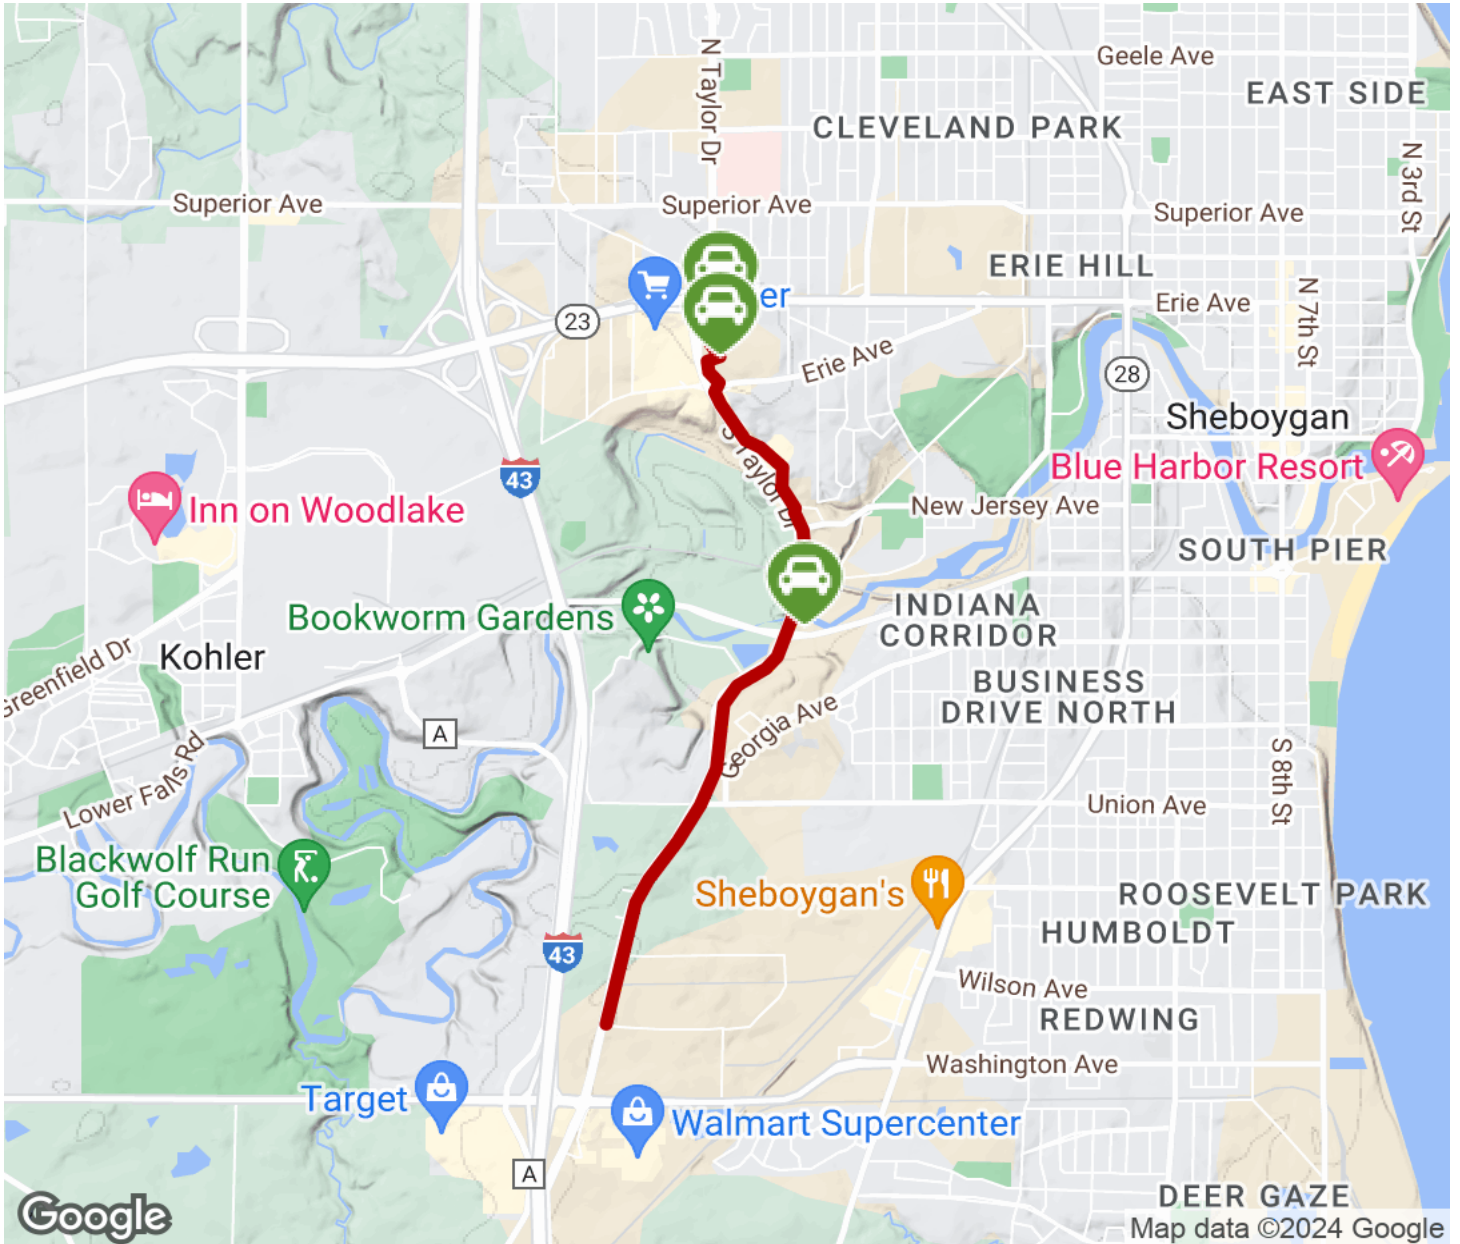 Geele Ave
N Taylor Dr
EAST SIDE
CLEVELAND PARK
N 3rd St
Superior Ave
Superior Ave
Superior Ave
ERIE HILL
er
23
Erie Ave
N 7th St
Erie Ave
28
Sheboygan
S Taylor Dr
Blue Harbor Resort
43
Inn on Woodlake
New Jersey Ave
SOUTH PIER
Bookworm Gardens
INDIANA
CORRIDOR
Greenfield Dr
Kohler
BUSINESS
DRIVE NORTH
A
Georgia Ave
Lower Falls Rd
S 8th St
Union Ave
Blackwolf Run
Golf Course
Sheboygan's
ROOSEVELT PARK
HUMBOLDT
43
Wilson Ave
REDWING
Washington Ave
Target
Walmart Supercenter
A
DEER GAZE
Google
Map data ©2024 Google